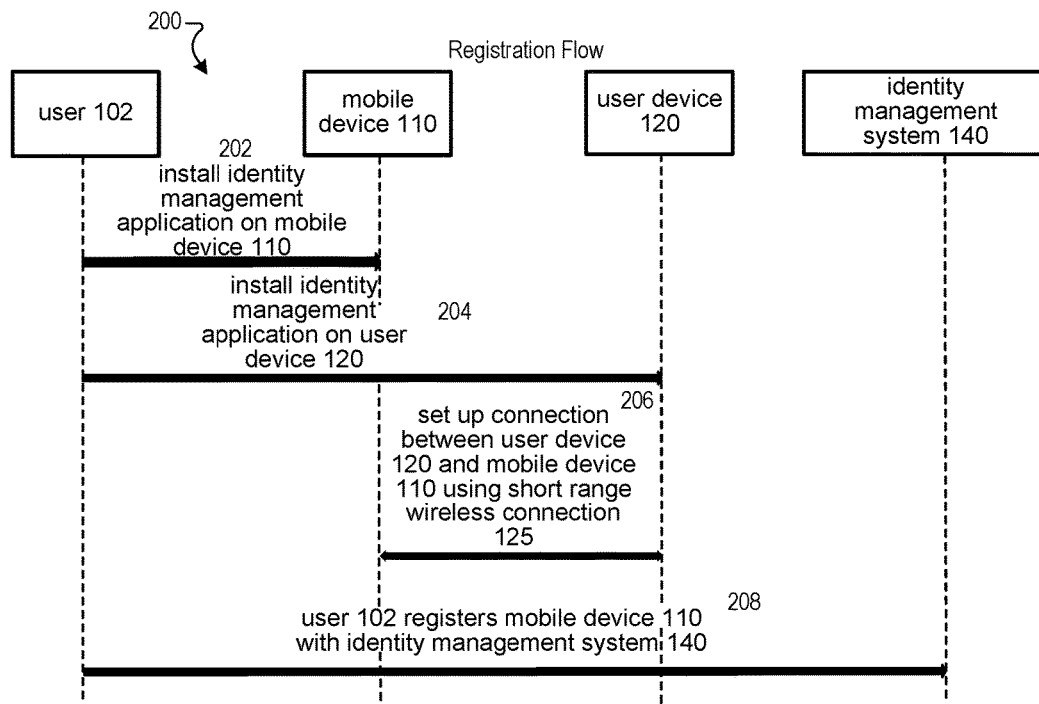 200
Registration Flow
user 102
mobile
device 110
user device
120
identity
management
system 140
202
install identity
management
application on mobile
device 110
install identity
management
application on user
device 120
204
206
set up connection
between user device
120 and mobile device
110 using short range
wireless connection
125
208
user 102 registers mobile device 110
with identity management system 140